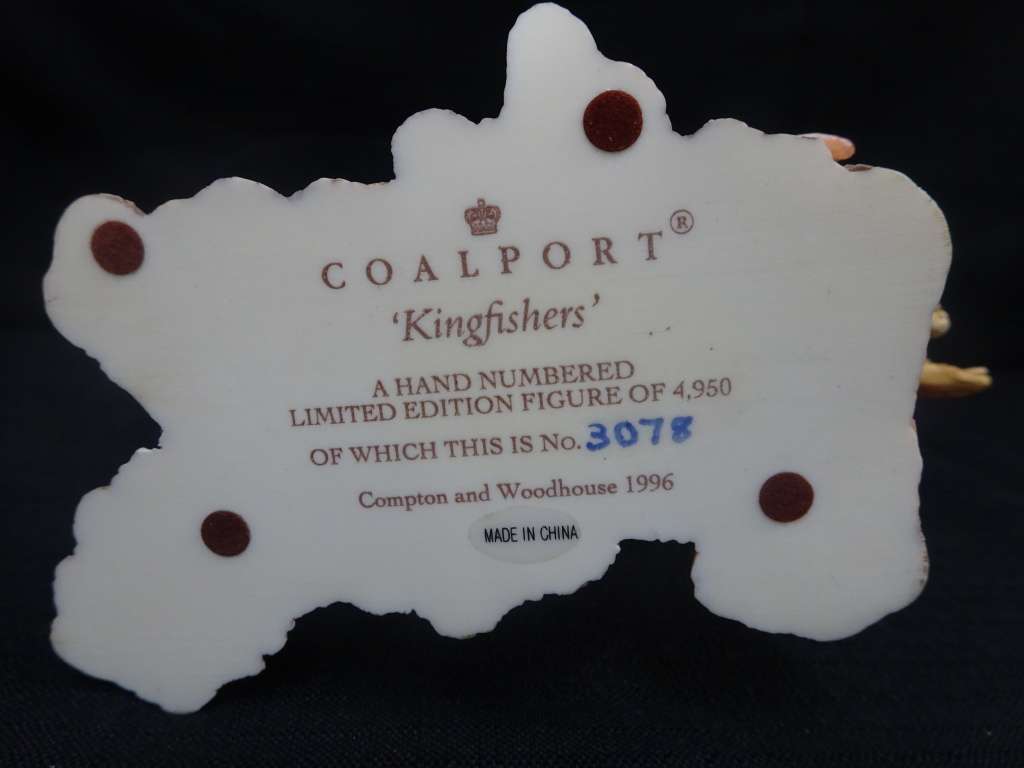 COALPORT®
'Kingfishers'
A HAND NUMBERED
LIMITED EDITION FIGURE OF 4,950
OF WHICH THIS IS No. 3078
Compton and Woodhouse 1996
MADE IN CHINA